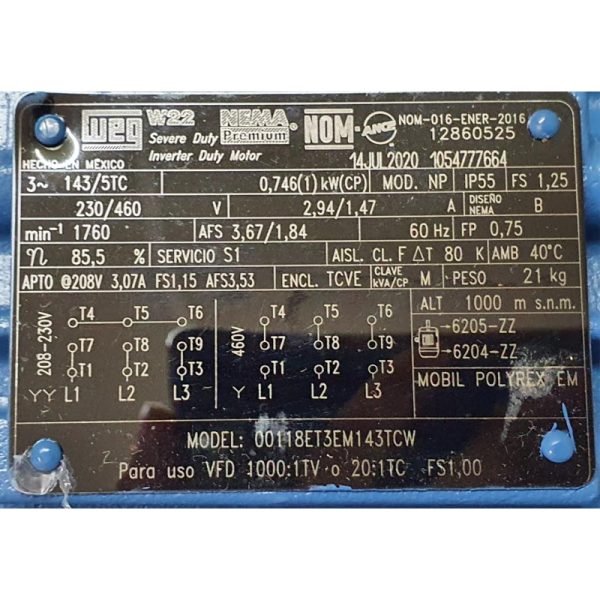 WEG W22 NEMA Premium® NOM-ANCE NOM-016-ENER-2016
Severe Duty 12860525
Inverter Duty Motor
HECHO EN MÉXICO 14JUL2020 1054777664
3~ 143/5TC 0,746(1) kW(CP) MOD. NP IP55 FS 1,25
230/460 V 2,94/1,47 A DISEÑO NEMA B
min⁻¹ 1760 AFS 3,67/1,84 60 Hz FP 0,75
η 85,5 % SERVICIO S1 AISL. CL. F ΔT 80 K AMB 40°C
APTO @208V 3,07A FS1,15 AFS3,53 ENCL. TCVE CLAVE kVA/CP M PESO 21 kg
ALT 1000 m s.n.m.
208-230V
T4 T5 T6
T7 T8 T9
T1 T2 T3
YY L1 L2 L3
460V
T4 T5 T6
T7 T8 T9
T1 T2 T3
Y L1 L2 L3
6205-ZZ
6204-ZZ
MOBIL POLYREX EM
MODEL: 00118ET3EM143TCW
Para uso VFD 1000:1TV o 20:1TC FS1,00